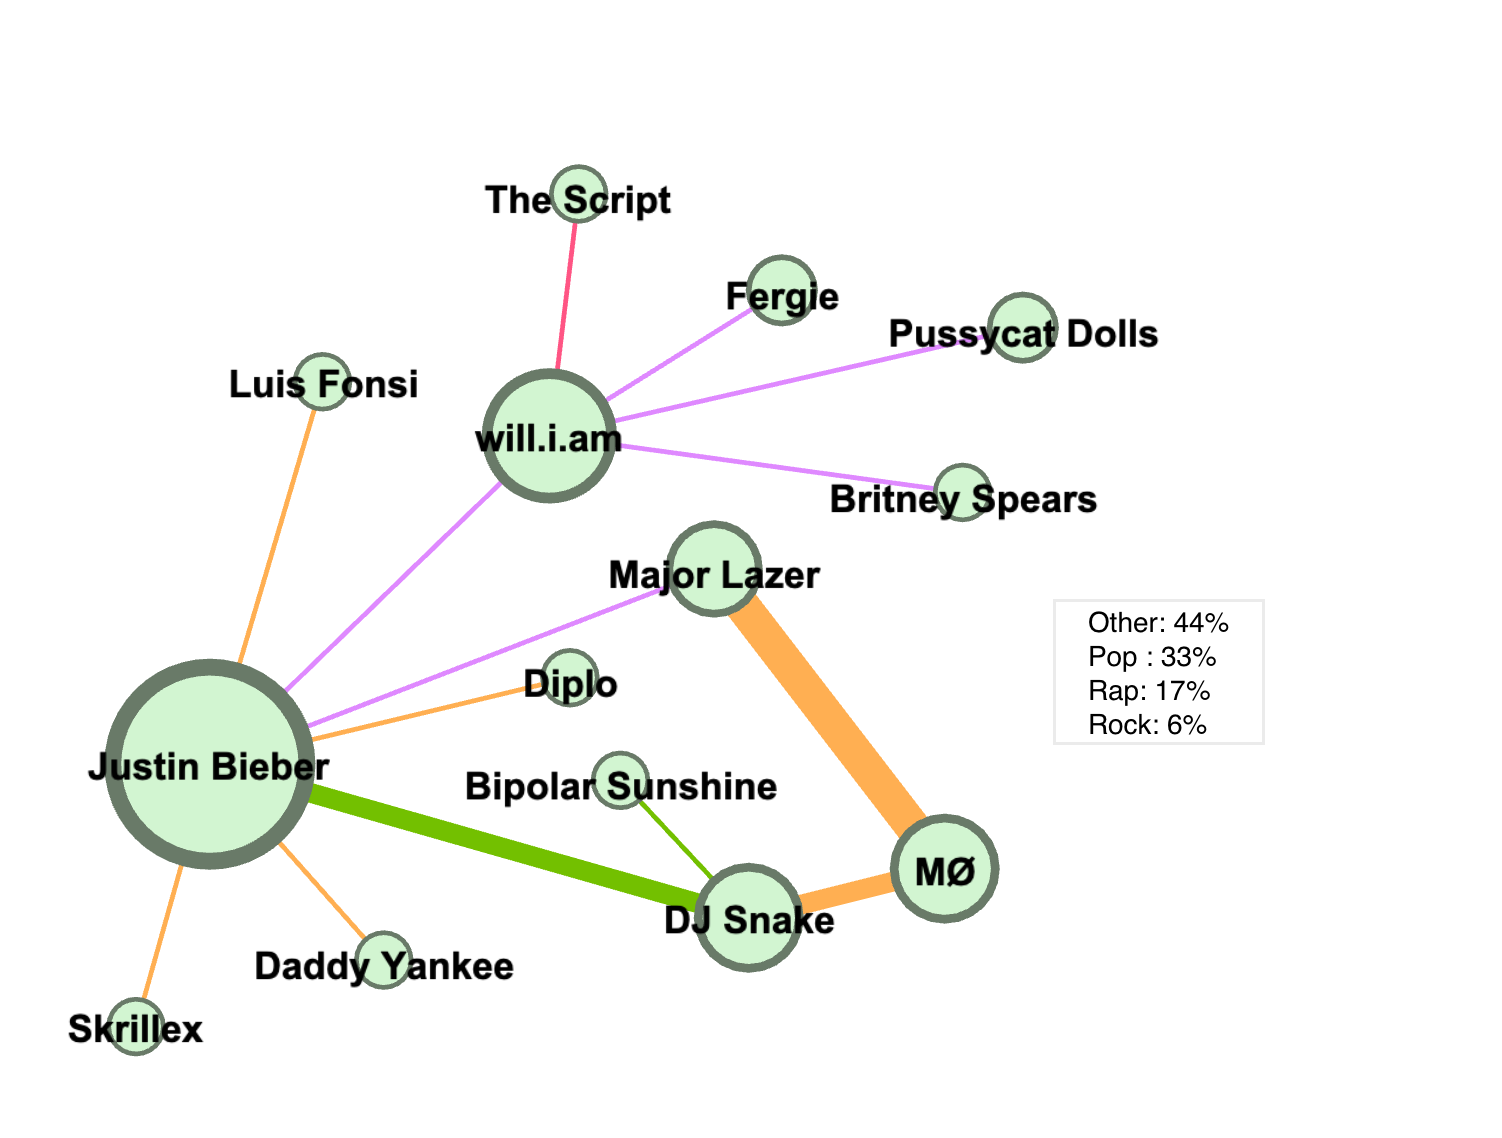 The Script
Fergie
Pussycat Dolls
Luis Fonsi
will.i.am
Britney Spears
Major Lazer
Other: 44%
Pop : 33%
Rap: 17%
Rock: 6%
Diplo
Justin Bieber
Bipolar Sunshine
MØ
DJ Snake
Daddy Yankee
Skrillex